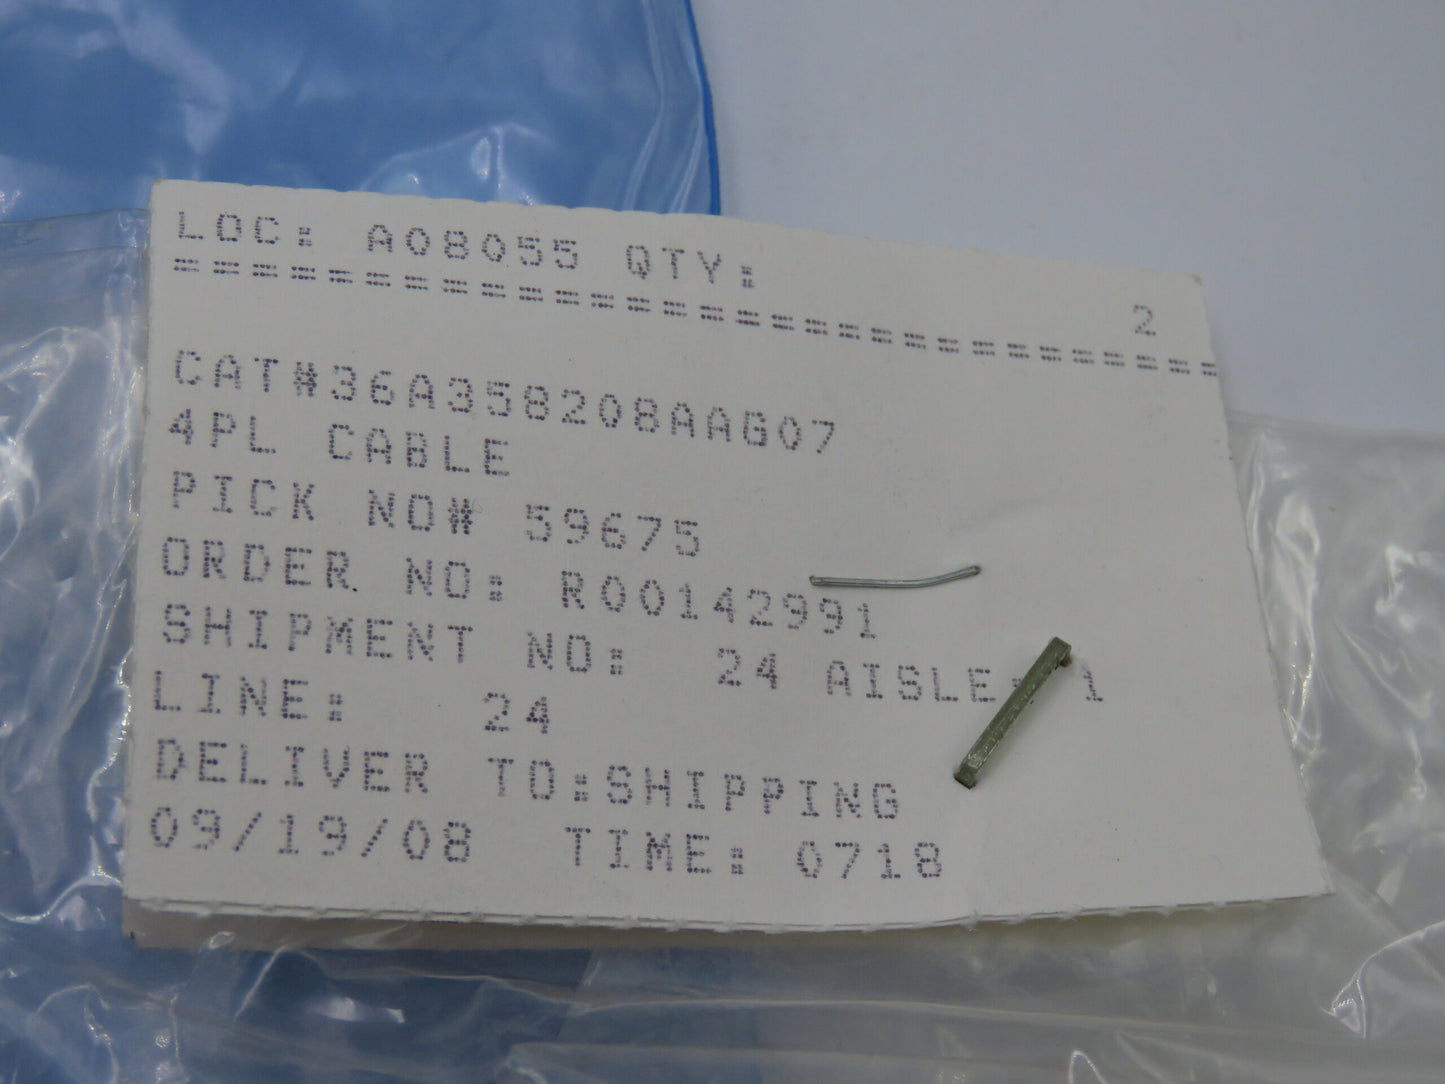 LOC: A08055 QTY: 2
================================
CAT#36A358208AAG07
4PL CABLE
PICK NO# 59675
ORDER NO: R00142991
SHIPMENT NO: 24 AISLE: 1
LINE: 24
DELIVER TO:SHIPPING
09/19/08 TIME: 0718